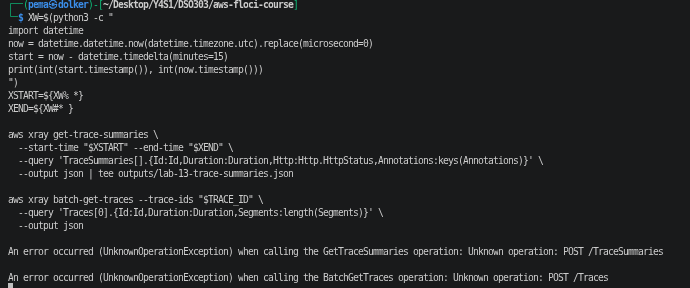 ┌──(pema㉿dolker)-[~/Desktop/Y4S1/DSO303/aws-floci-course]
└─$ XW=$(python3 -c "
import datetime
now = datetime.datetime.now(datetime.timezone.utc).replace(microsecond=0)
start = now - datetime.timedelta(minutes=15)
print(int(start.timestamp()), int(now.timestamp()))
")
XSTART=${XW% *}
XEND=${XW#* }
aws xray get-trace-summaries \
  --start-time "$XSTART" --end-time "$XEND" \
  --query 'TraceSummaries[].{Id:Id,Duration:Duration,Http:Http.HttpStatus,Annotations:keys(Annotations)}' \
  --output json | tee outputs/lab-13-trace-summaries.json
aws xray batch-get-traces --trace-ids "$TRACE_ID" \
  --query 'Traces[0].{Id:Id,Duration:Duration,Segments:length(Segments)}' \
  --output json
An error occurred (UnknownOperationException) when calling the GetTraceSummaries operation: Unknown operation: POST /TraceSummaries
An error occurred (UnknownOperationException) when calling the BatchGetTraces operation: Unknown operation: POST /Traces